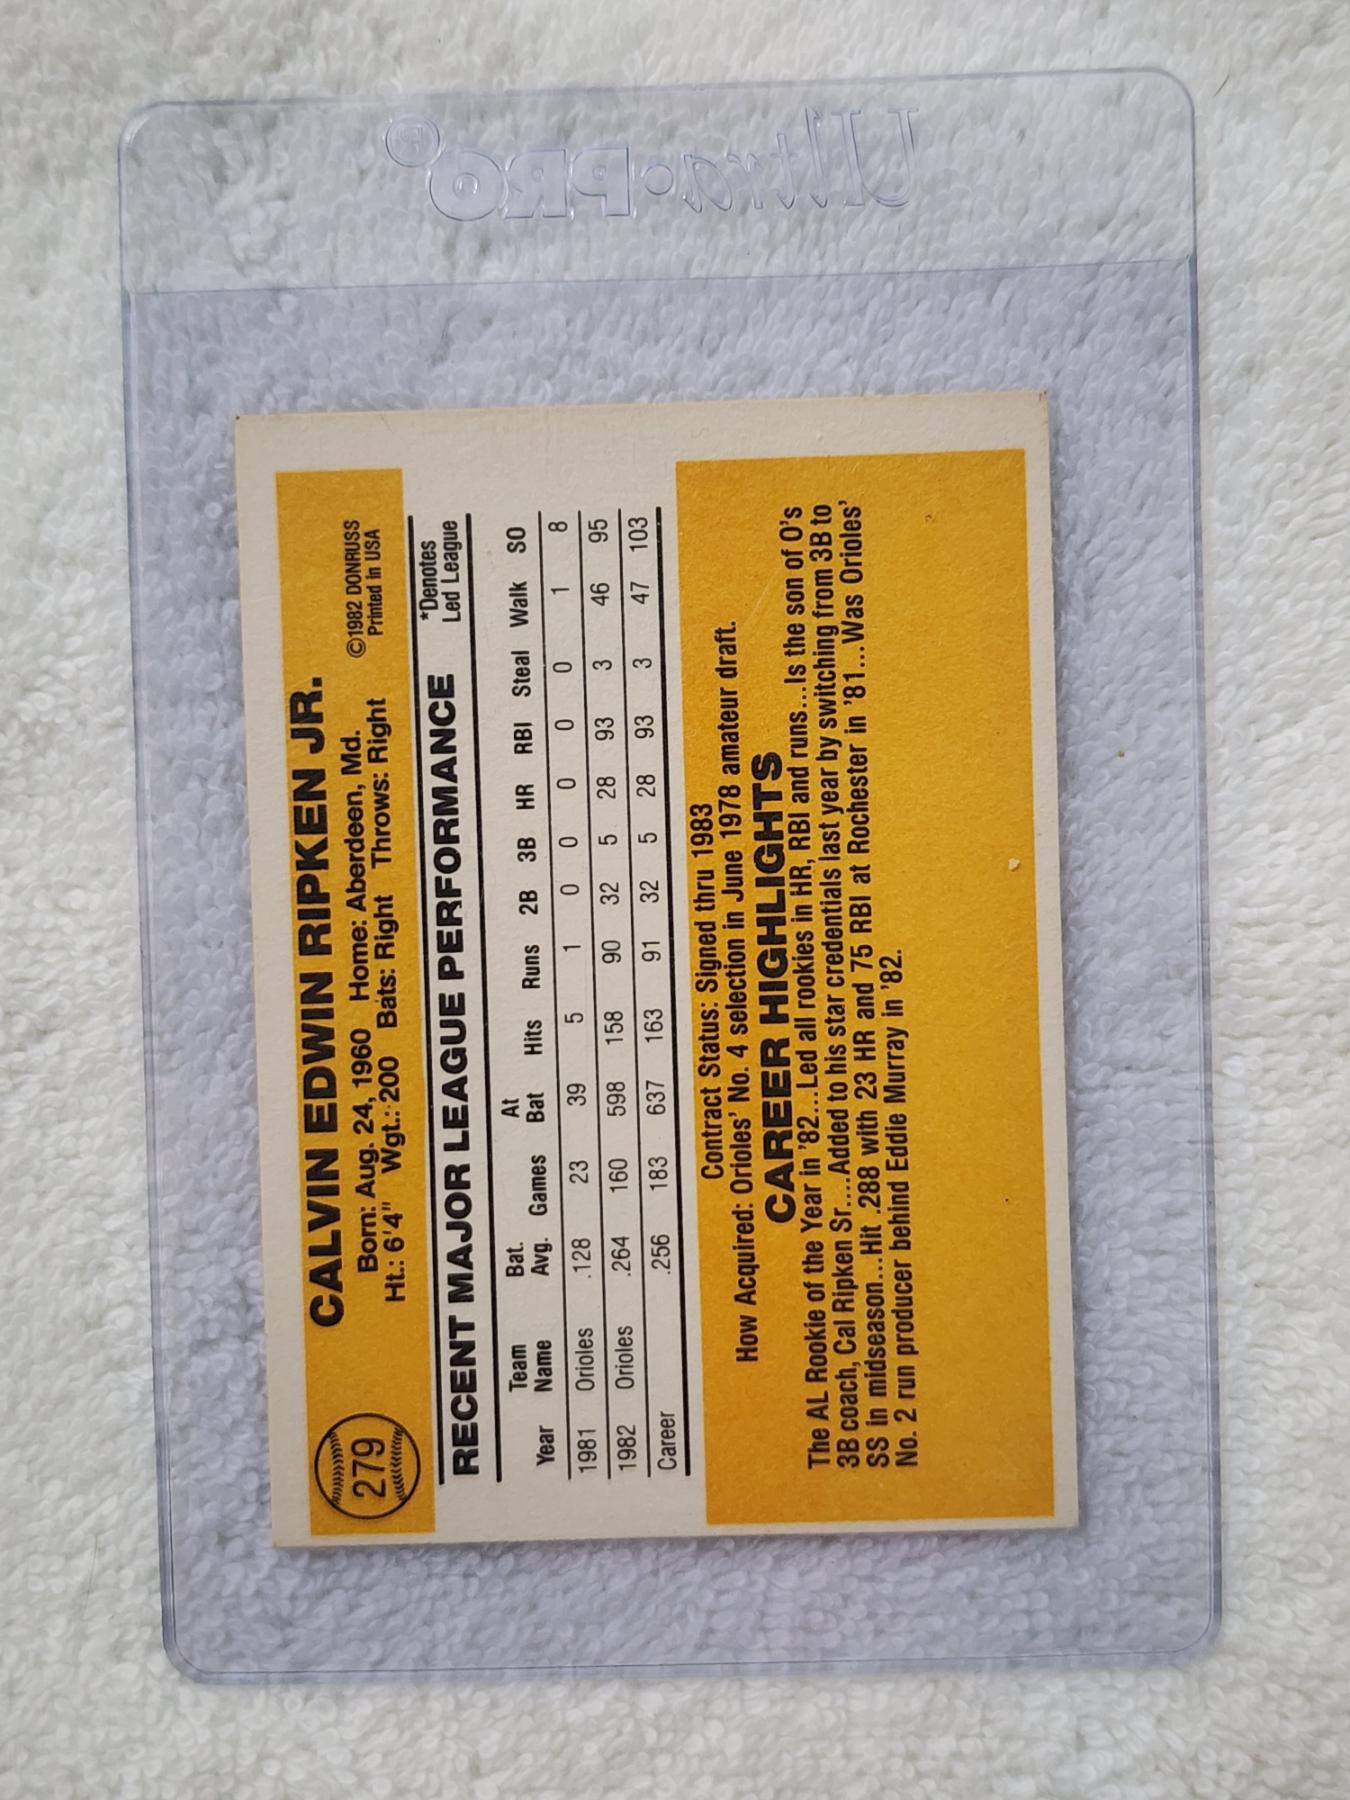 Ultra·PRO®
279
CALVIN EDWIN RIPKEN JR.
Born: Aug. 24, 1960 Home: Aberdeen, Md.
Ht.: 6'4" Wgt.: 200 Bats: Right Throws: Right
©1982 DONRUSS
Printed in USA
RECENT MAJOR LEAGUE PERFORMANCE
*Denotes
Led League
Year Team Name Bat. Avg. Games At Bat Hits Runs 2B 3B HR RBI Steal Walk SO
1981 Orioles .128 23 39 5 1 0 0 0 0 0 1 8
1982 Orioles .264 160 598 158 90 32 5 28 93 3 46 95
Career .256 183 637 163 91 32 5 28 93 3 47 103
Contract Status: Signed thru 1983
How Acquired: Orioles' No. 4 selection in June 1978 amateur draft.
CAREER HIGHLIGHTS
The AL Rookie of the Year in '82...Led all rookies in HR, RBI and runs...Is the son of O's
3B coach, Cal Ripken Sr....Added to his star credentials last year by switching from 3B to
SS in midseason...Hit .288 with 23 HR and 75 RBI at Rochester in '81...Was Orioles'
No. 2 run producer behind Eddie Murray in '82.